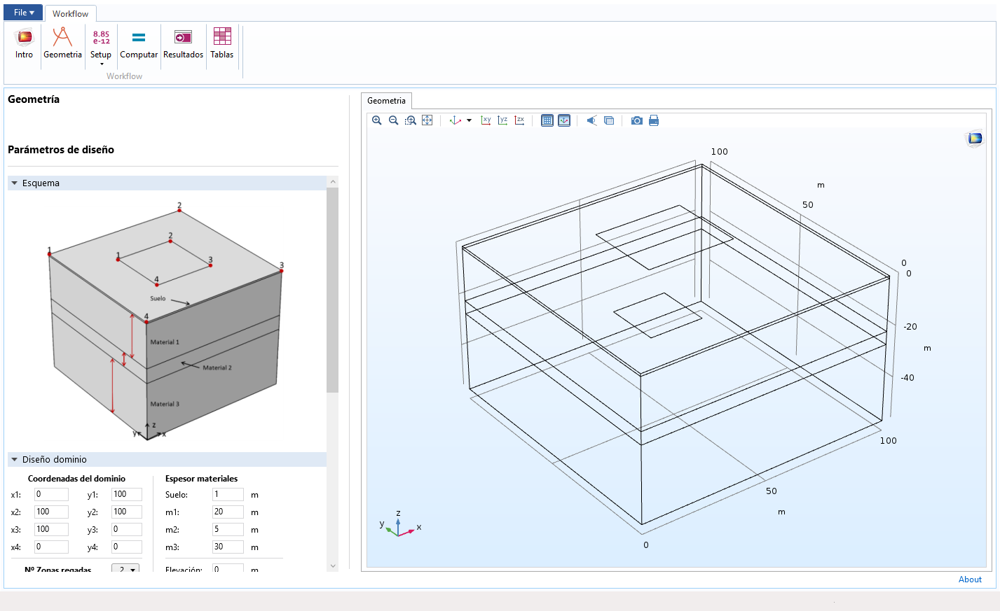 File ▾ Workflow
8.85
e-12
Intro Geometria Setup Computar Resultados Tablas
Workflow
Geometría
Parámetros de diseño
Esquema
2
1
2
1
3
3
4
Suelo
4
Material 1
Material 2
Material 3
z
y x
Diseño dominio
Coordenadas del dominio Espesor materiales
x1: 0 y1: 100 Suelo: 1 m
x2: 100 y2: 100 m1: 20 m
x3: 100 y3: 0 m2: 5 m
x4: 0 y4: 0 m3: 30 m
Nº Zonas regadas 2 Elevación: 0 m
Geometria
xy yz zx
100
m
50
0
0
-20
m
-40
100
50
m
0
z
y x
About